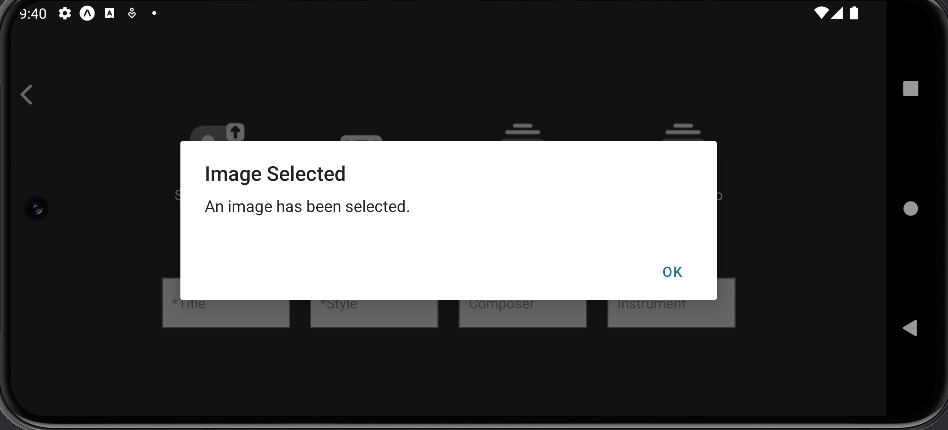 9:40
Image Selected
An image has been selected.
OK
*Title
*Style
Composer
Instrument